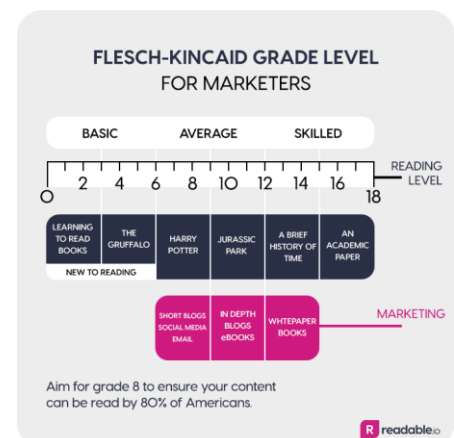 FLESCH-KINCAID GRADE LEVEL
FOR MARKETERS
BASIC AVERAGE SKILLED
0 2 4 6 8 10 12 14 16 18
READING
LEVEL
LEARNING
TO READ
BOOKS
THE
GRUFFALO
HARRY
POTTER
JURASSIC
PARK
A BRIEF
HISTORY OF
TIME
AN
ACADEMIC
PAPER
NEW TO READING
SHORT BLOGS
SOCIAL MEDIA
EMAIL
IN DEPTH
BLOGS
eBOOKS
WHTEPAPER
BOOKS
MARKETING
Aim for grade 8 to ensure your content
can be read by 80% of Americans.
R readable.io